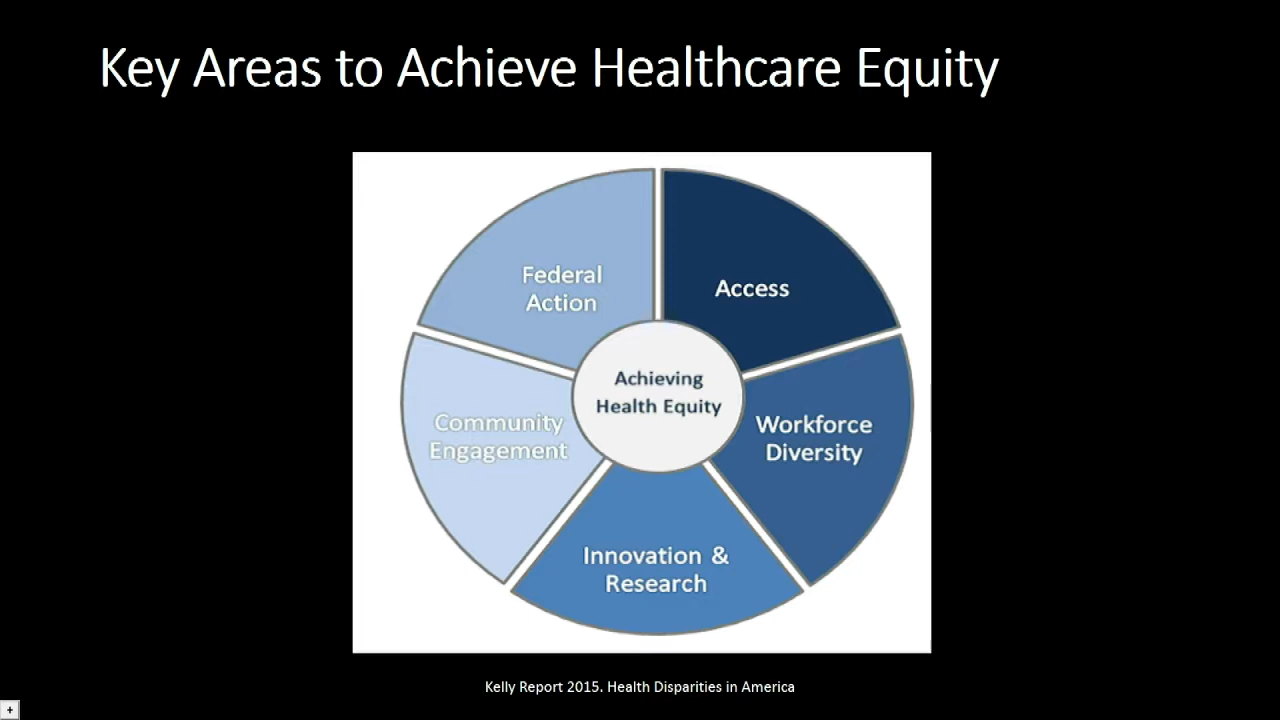 Key Areas to Achieve Healthcare Equity
Federal
Action
Access
Achieving
Health Equity
Community
Engagement
Workforce
Diversity
Innovation &
Research
Kelly Report 2015. Health Disparities in America
+